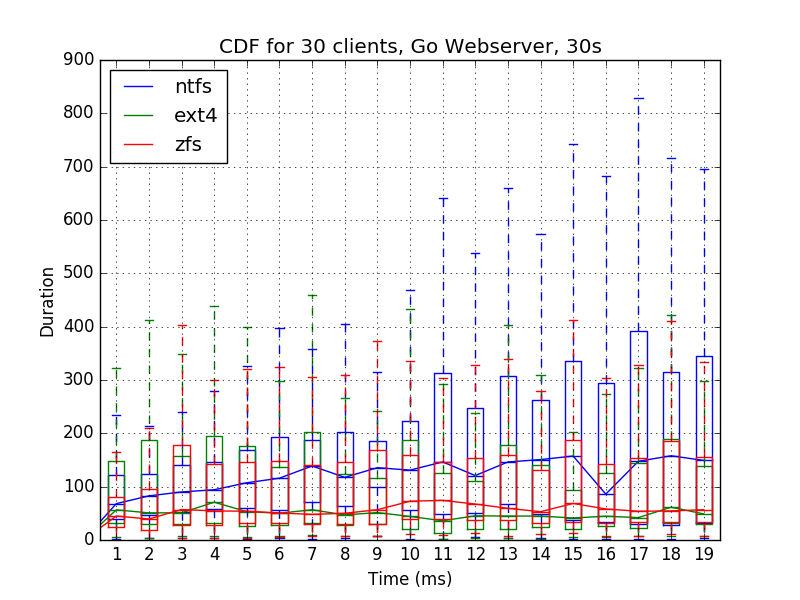 CDF for 30 clients, Go Webserver, 30s
900
800
700
600
500
400
300
200
100
0
Duration
ntfs
ext4
zfs
1 2 3 4 5 6 7 8 9 10 11 12 13 14 15 16 17 18 19
Time (ms)